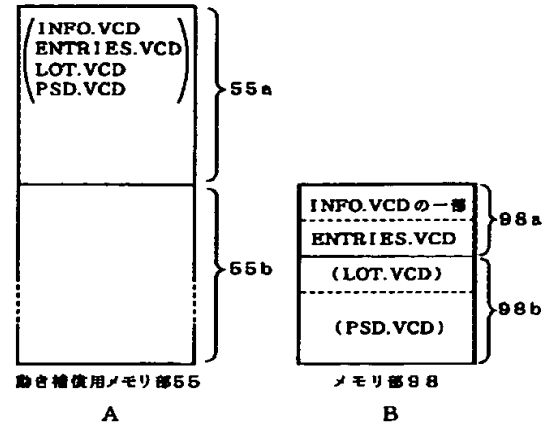 INFO.VCD
ENTRIES.VCD
LOT.VCD
PSD.VCD
55a
55b
動き補償用メモリ部55
A
INFO.VCDの一部
ENTRIES.VCD
(LOT.VCD)
(PSD.VCD)
98a
98b
メモリ部98
B